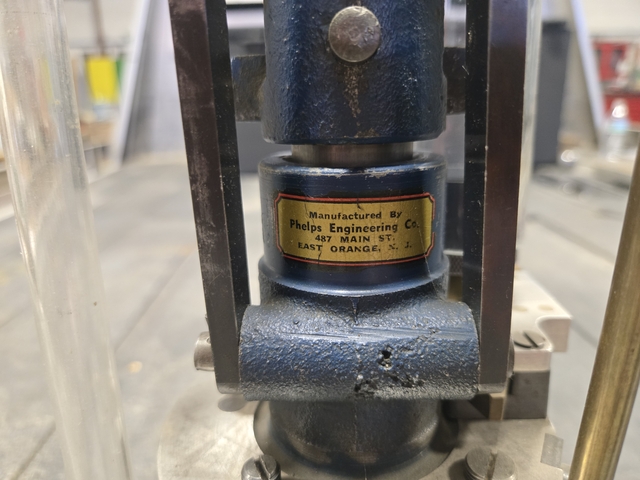 Manufactured By
Phelps Engineering Co.
487 MAIN ST.
EAST ORANGE, N. J.